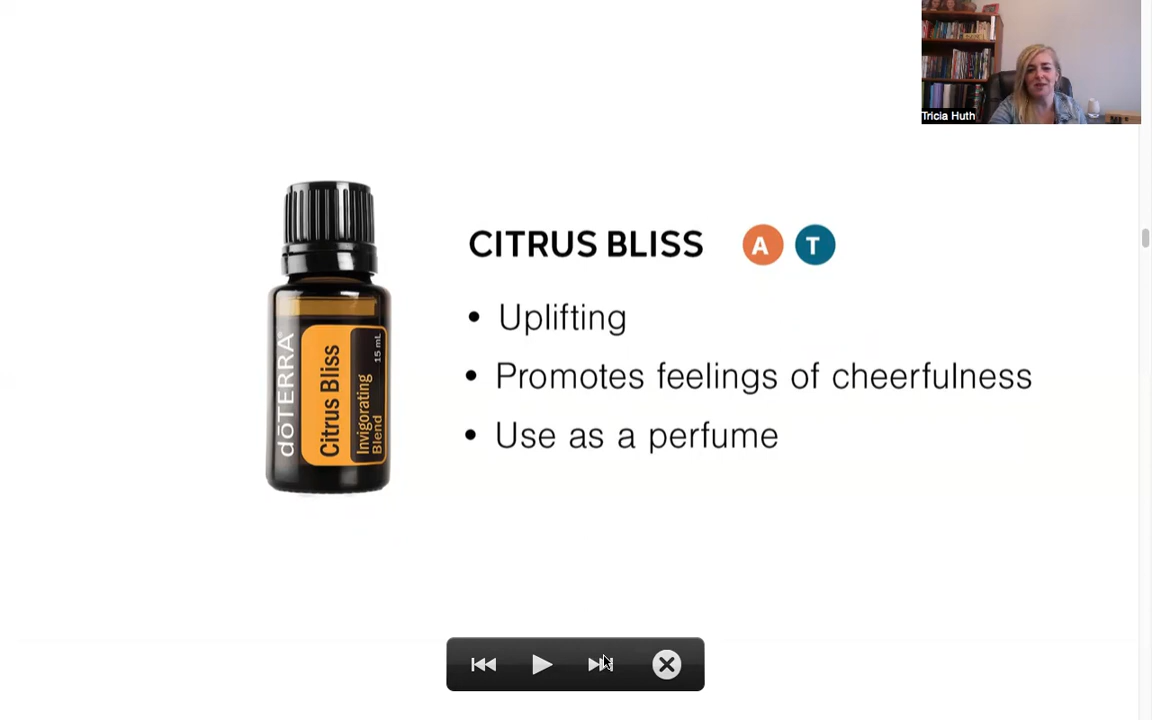 Tricia Huth
CITRUS BLISS A T
• Uplifting
• Promotes feelings of cheerfulness
• Use as a perfume
dōTERRA
Citrus Bliss
Invigorating
Blend
15 mL